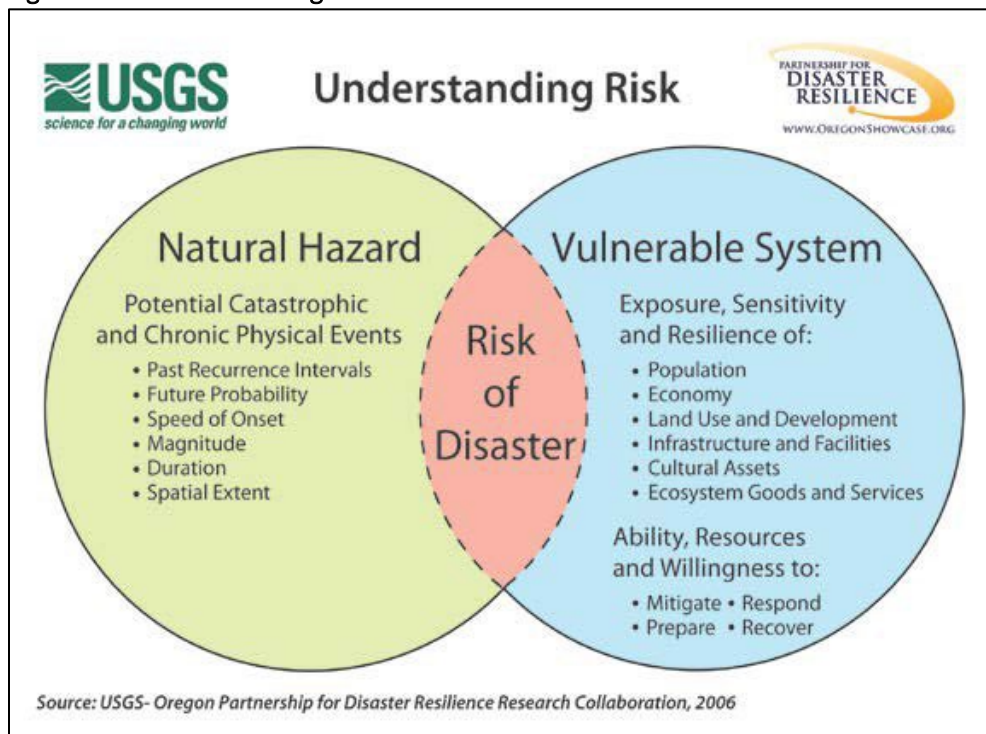 USGS
science for a changing world
Understanding Risk
PARTNERSHIP FOR
DISASTER
RESILIENCE
WWW.OREGONSHOWCASE.ORG
Natural Hazard
Potential Catastrophic
and Chronic Physical Events
• Past Recurrence Intervals
• Future Probability
• Speed of Onset
• Magnitude
• Duration
• Spatial Extent
Risk
of
Disaster
Vulnerable System
Exposure, Sensitivity
and Resilience of:
• Population
• Economy
• Land Use and Development
• Infrastructure and Facilities
• Cultural Assets
• Ecosystem Goods and Services
Ability, Resources
and Willingness to:
• Mitigate • Respond
• Prepare • Recover
Source: USGS- Oregon Partnership for Disaster Resilience Research Collaboration, 2006